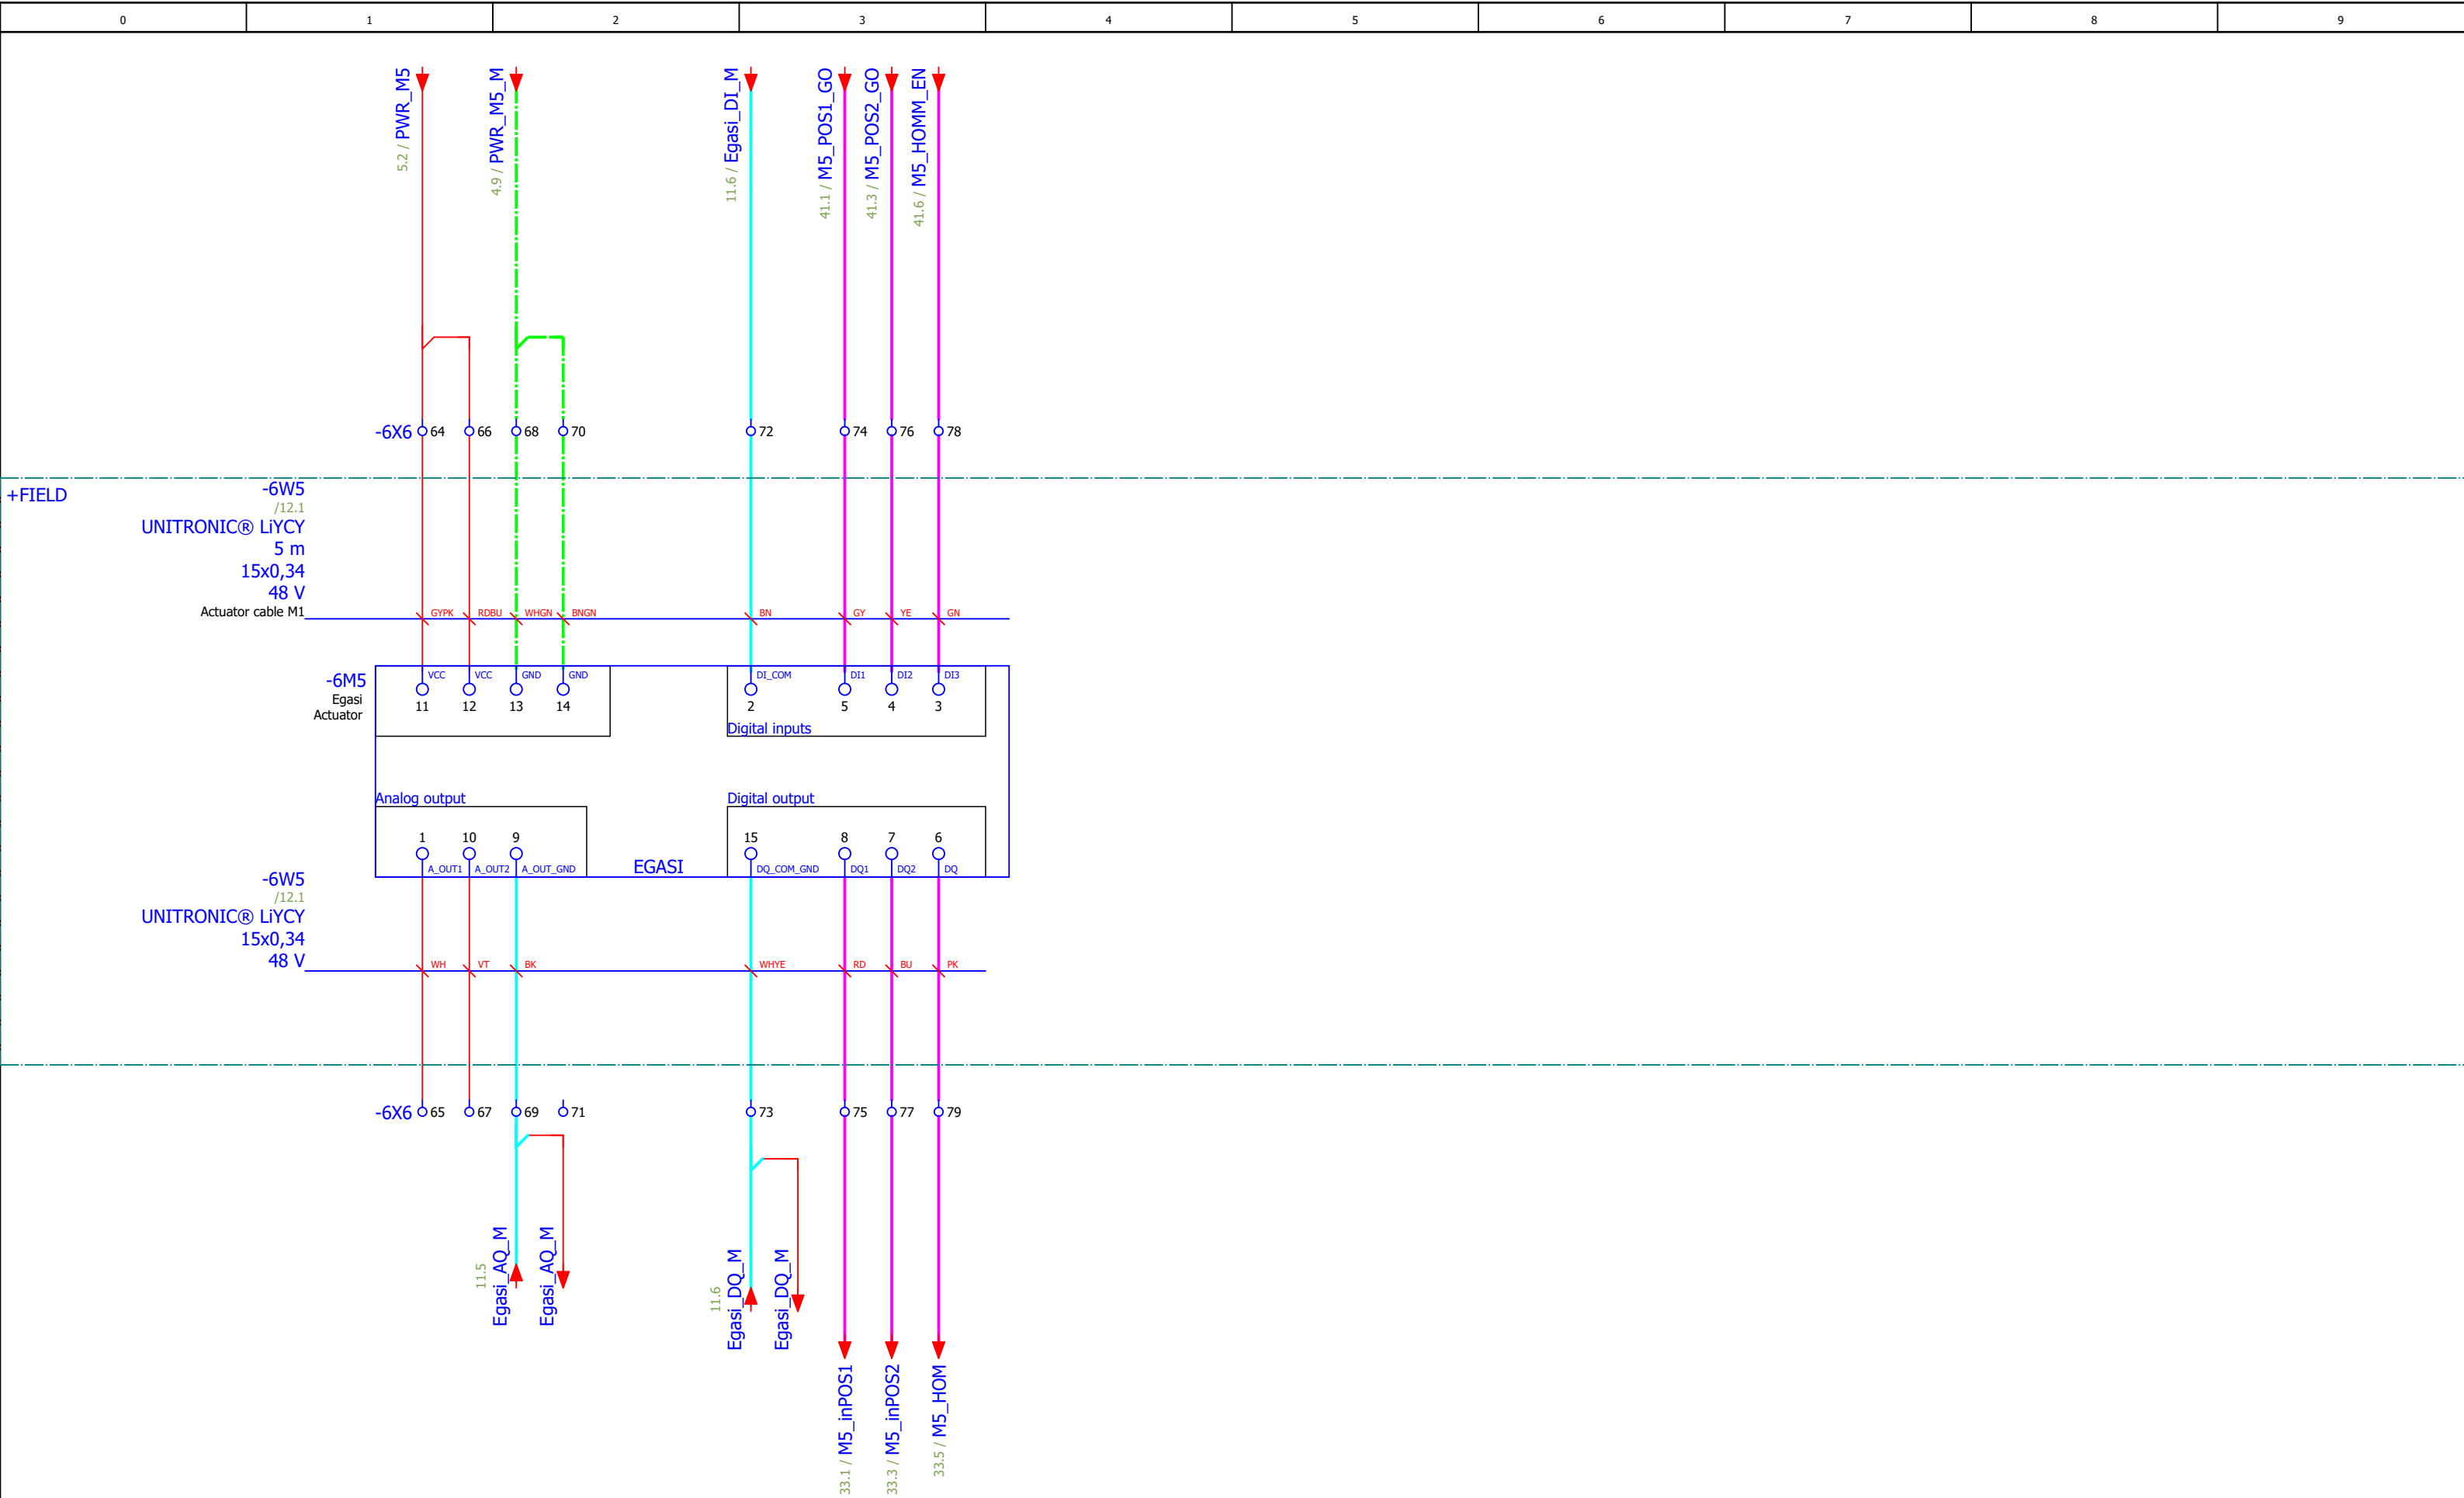 0 1 2 3 4 5 6 7 8 9
5.2 / PWR_M5
4.9 / PWR_M5_M
11.6 / Egasi_DI_M
41.1 / M5_POS1_GO
41.3 / M5_POS2_GO
41.6 / M5_HOMM_EN
-6X6 64 66 68 70 72 74 76 78
+FIELD
-6W5
/12.1
UNITRONIC® LiYCY
5 m
15x0,34
48 V
Actuator cable M1
GYPK RDBU WHGN BNGN BN GY YE GN
-6M5
Egasi
Actuator
VCC VCC GND GND DI_COM DI1 DI2 DI3
11 12 13 14 2 5 4 3
Digital inputs
Analog output
Digital output
1 10 9 15 8 7 6
A_OUT1 A_OUT2 A_OUT_GND EGASI DQ_COM_GND DQ1 DQ2 DQ
-6W5
/12.1
UNITRONIC® LiYCY
15x0,34
48 V
WH VT BK WHYE RD BU PK
-6X6 65 67 69 71 73 75 77 79
11.5
Egasi_AQ_M
Egasi_AQ_M
11.6
Egasi_DQ_M
Egasi_DQ_M
33.1 / M5_inPOS1
33.3 / M5_inPOS2
33.5 / M5_HOM